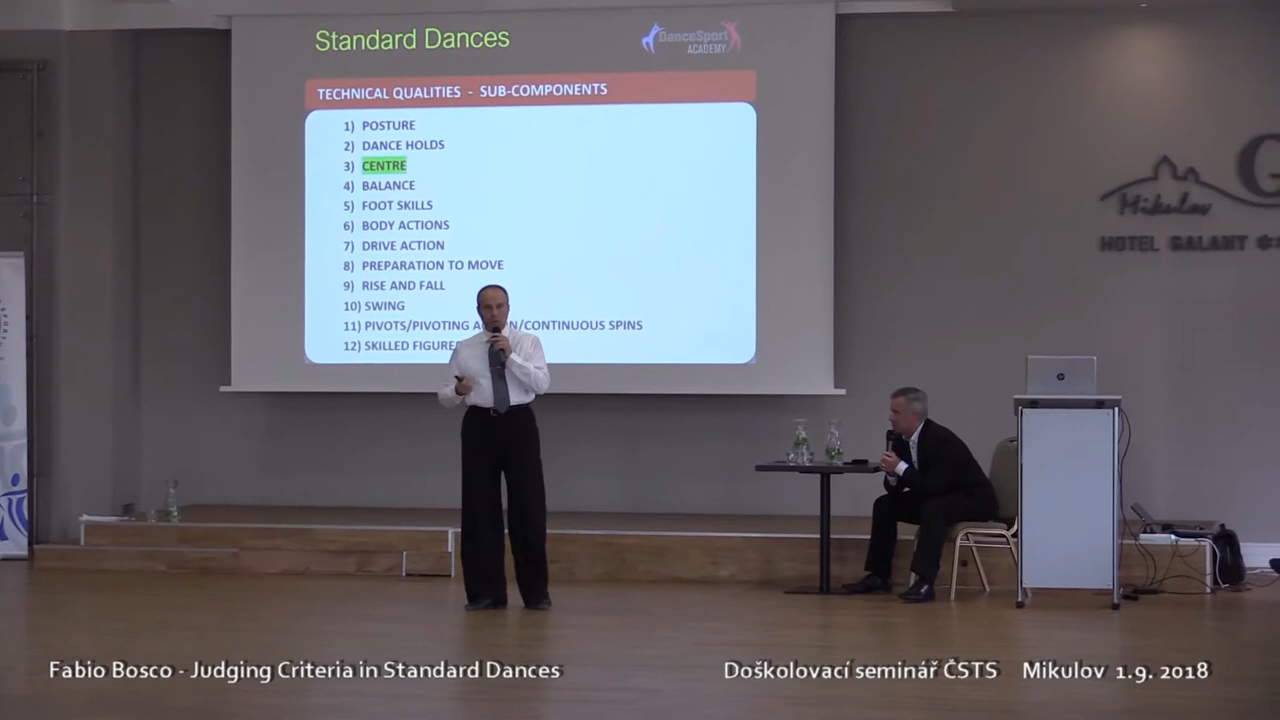 Standard Dances
DanceSport
ACADEMY
TECHNICAL QUALITIES - SUB-COMPONENTS
1) POSTURE
2) DANCE HOLDS
3) CENTRE
4) BALANCE
5) FOOT SKILLS
6) BODY ACTIONS
7) DRIVE ACTION
8) PREPARATION TO MOVE
9) RISE AND FALL
10) SWING
11) PIVOTS/PIVOTING /CONTINUOUS SPINS
12) SKILLED
G
Mikulov
HOTEL GALANT
hp
Fabio Bosco - Judging Criteria in Standard Dances
Doškolovací seminář ČSTS Mikulov 1.9. 2018